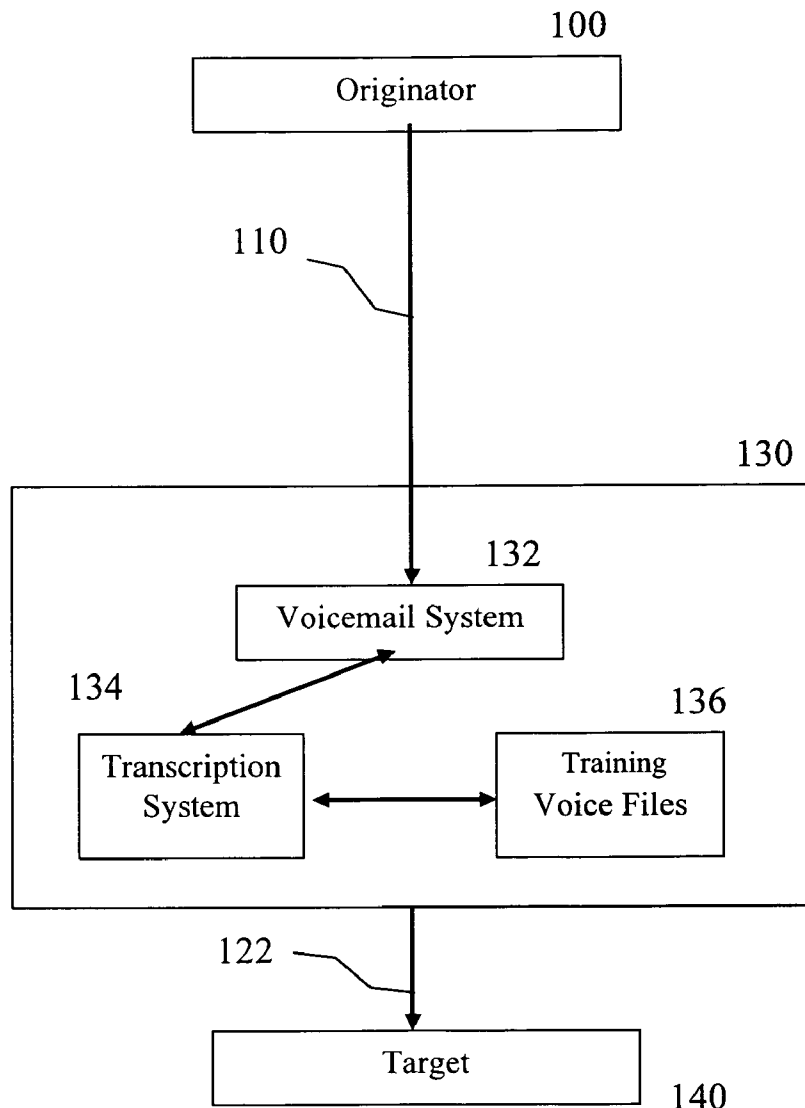 100
Originator
110
130
132
Voicemail System
134
136
Transcription
System
Training
Voice Files
122
Target
140